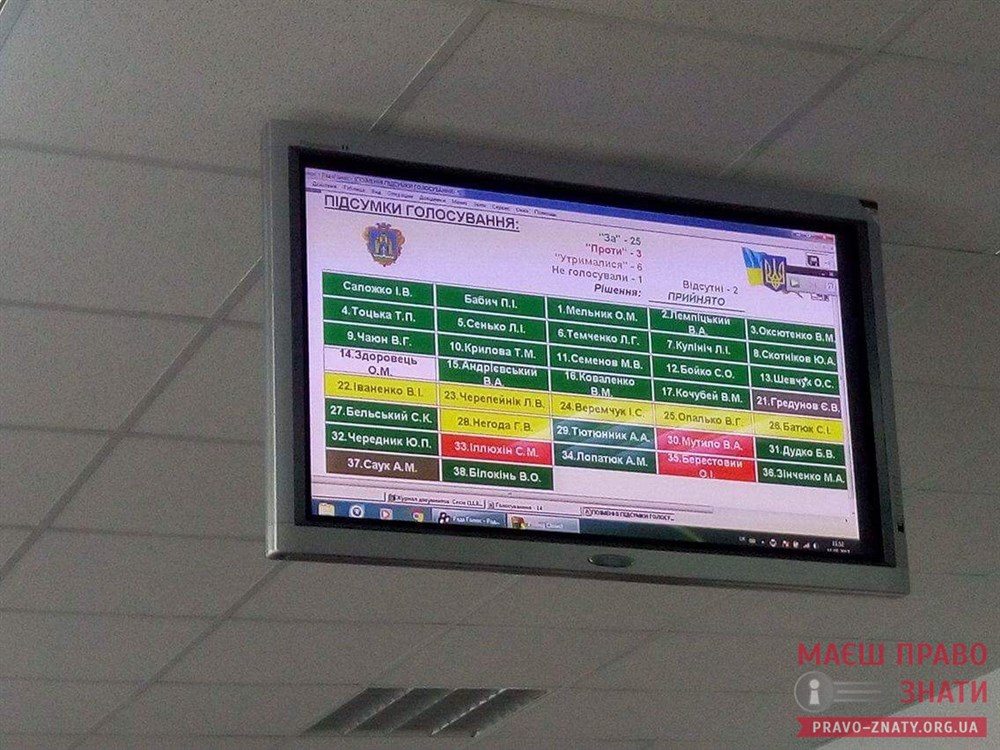 ПІДСУМКИ ГОЛОСУВАННЯ:
"За" - 25
"Проти" - 3
"Утрималися" - 6
Не голосували - 1
Відсутні - 2
Рішення: ПРИЙНЯТО
Сапожко І.В. Бабич П.І. 1.Мельник О.М. 2.Лемпіцький В.А. 3.Оксютенко В.М.
4.Тоцька Т.П. 5.Сенько Л.І. 6.Темченко Л.Г. 7.Купініч Л.І. 8.Скотніков Ю.А.
9.Чаюн В.Г. 10.Крилова Т.М. 11.Семенов М.В. 12.Бойко С.О. 13.Шевчук О.С.
14.Здоровець О.М. 15.Андрієвський В.А. 16.Коваленко В.М. 17.Кочубей В.М. 21.Гредунов Є.В.
22.Іваненко В.І. 23.Черепейнік Л.В. 24.Веремчук І.С. 25.Опалько В.Г. 26.Батюк С.І.
27.Бельський С.К. 28.Негода Г.В. 29.Тютюнник А.А. 30.Мутило В.А. 31.Дудко Б.В.
32.Чередник Ю.П. 33.Іллюхін С.М. 34.Лопатюк А.М. 35.Берестовий О.І. 36.Зінченко М.А.
37.Саук А.М. 38.Білокінь В.О.
МАЄШ ПРАВО
ЗНАТИ
PRAVO-ZNATY.ORG.UA